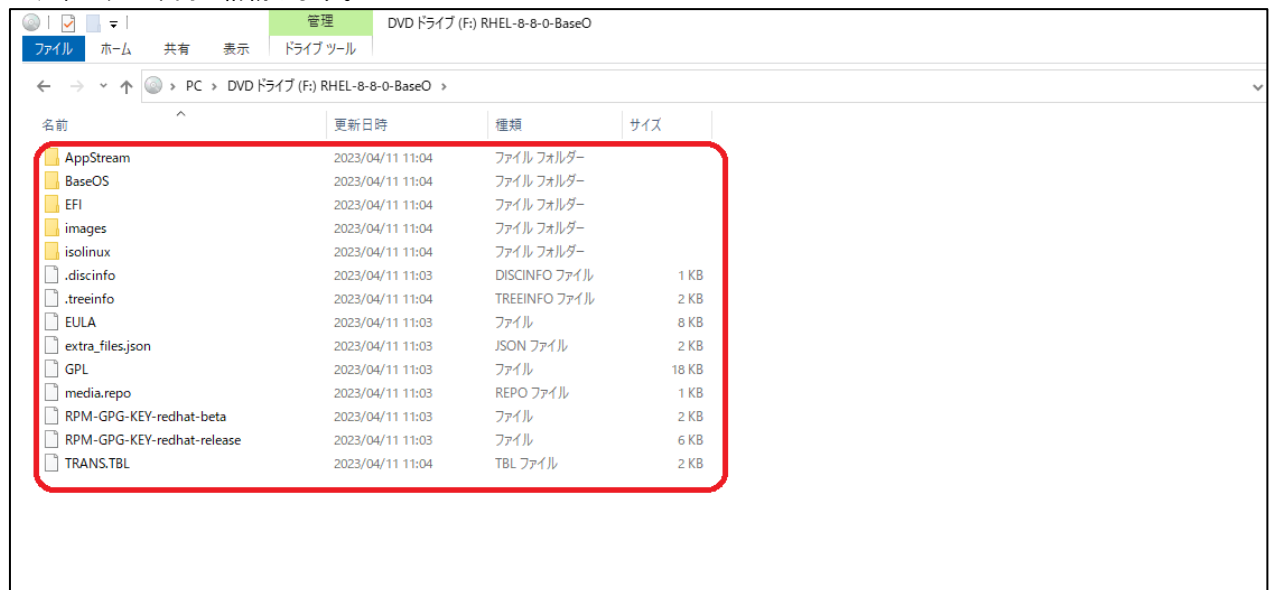 管理 DVD ドライブ (F:) RHEL-8-8-0-BaseO
ファイル ホーム 共有 表示 ドライブ ツール
PC › DVD ドライブ (F:) RHEL-8-8-0-BaseO ›
名前 更新日時 種類 サイズ
AppStream 2023/04/11 11:04 ファイル フォルダー
BaseOS 2023/04/11 11:04 ファイル フォルダー
EFI 2023/04/11 11:04 ファイル フォルダー
images 2023/04/11 11:04 ファイル フォルダー
isolinux 2023/04/11 11:04 ファイル フォルダー
.discinfo 2023/04/11 11:03 DISCINFO ファイル 1 KB
.treeinfo 2023/04/11 11:04 TREEINFO ファイル 2 KB
EULA 2023/04/11 11:03 ファイル 8 KB
extra_files.json 2023/04/11 11:03 JSON ファイル 2 KB
GPL 2023/04/11 11:03 ファイル 18 KB
media.repo 2023/04/11 11:03 REPO ファイル 1 KB
RPM-GPG-KEY-redhat-beta 2023/04/11 11:03 ファイル 2 KB
RPM-GPG-KEY-redhat-release 2023/04/11 11:03 ファイル 6 KB
TRANS.TBL 2023/04/11 11:04 TBL ファイル 2 KB